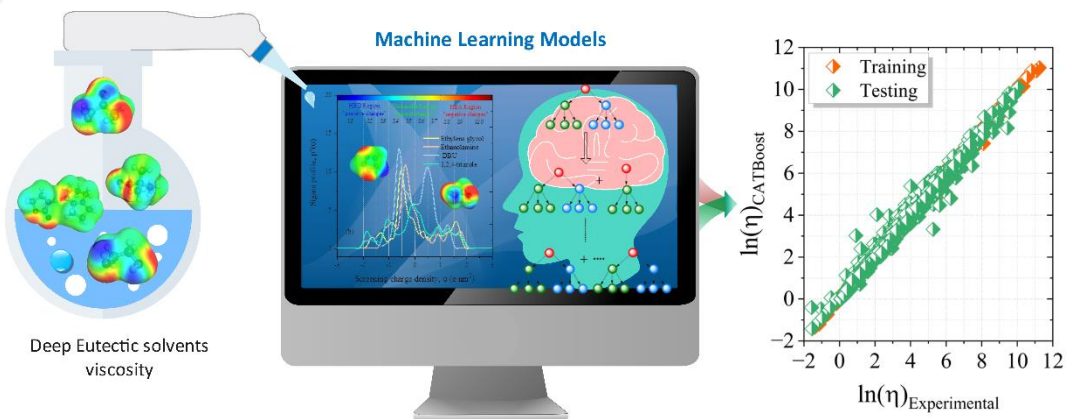 Machine Learning Models
Deep Eutectic solvents
viscosity
Ethylene glycol
Ethanolamine
DBU
1,2,4-triazole
Screening charge density, σ
+
+ ....
Training
Testing
12
10
8
6
4
2
0
−2
−2 0 2 4 6 8 10 12
ln(η)CATBoost
ln(η)Experimental